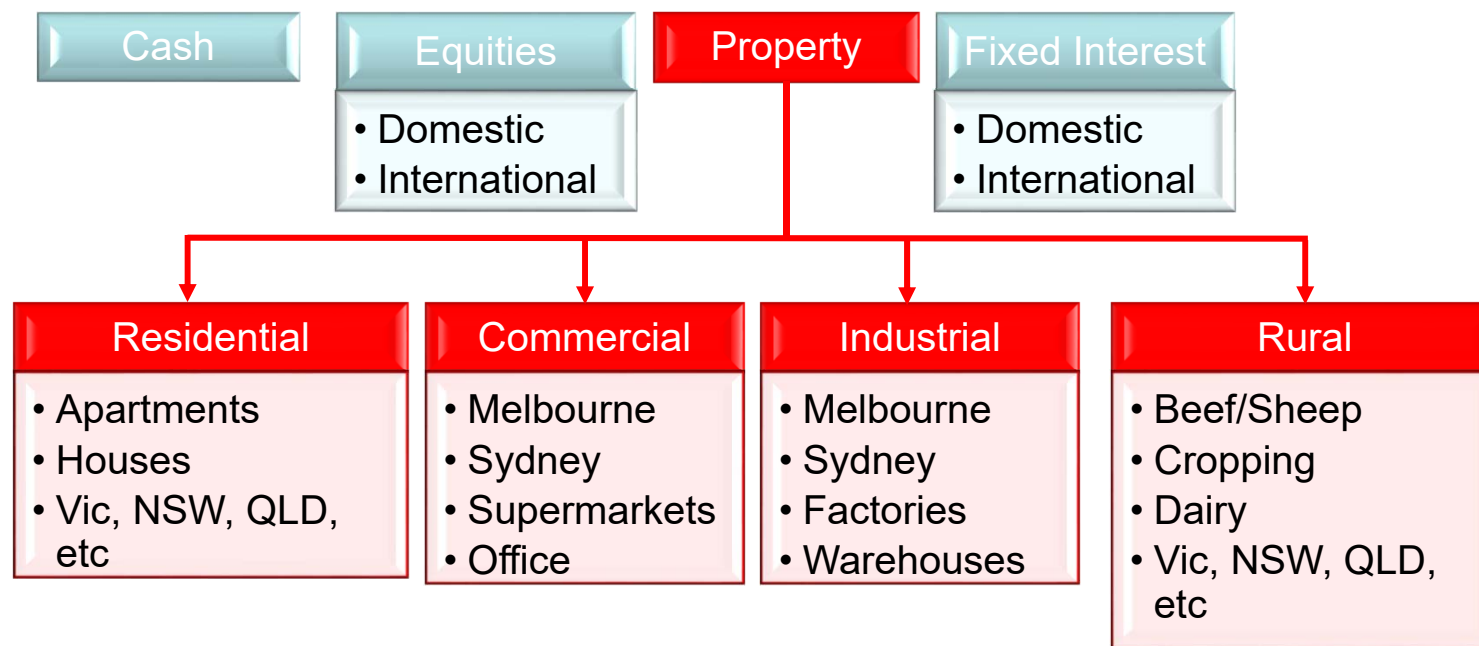 Cash
Equities
• Domestic
• International
Property
Fixed Interest
• Domestic
• International
Residential
• Apartments
• Houses
• Vic, NSW, QLD,
etc
Commercial
• Melbourne
• Sydney
• Supermarkets
• Office
Industrial
• Melbourne
• Sydney
• Factories
• Warehouses
Rural
• Beef/Sheep
• Cropping
• Dairy
• Vic, NSW, QLD,
etc